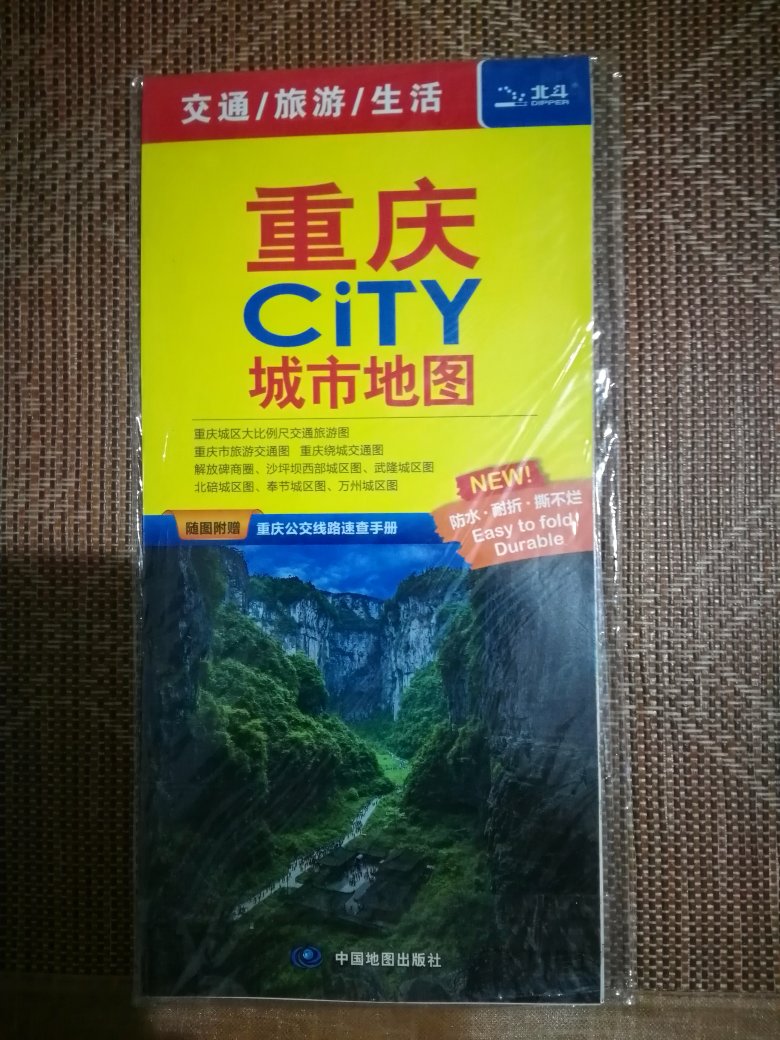 交通/旅游/生活
北斗
DIPPER
重庆
CiTY
城市地图
重庆城区大比例尺交通旅游图
重庆市旅游交通图 重庆绕城交通图
解放碑商圈、沙坪坝西部城区图、武隆城区图
北碚城区图、奉节城区图、万州城区图
NEW!
防水·耐折·撕不烂
Easy to fold
Durable
随图附赠 重庆公交线路速查手册
中国地图出版社